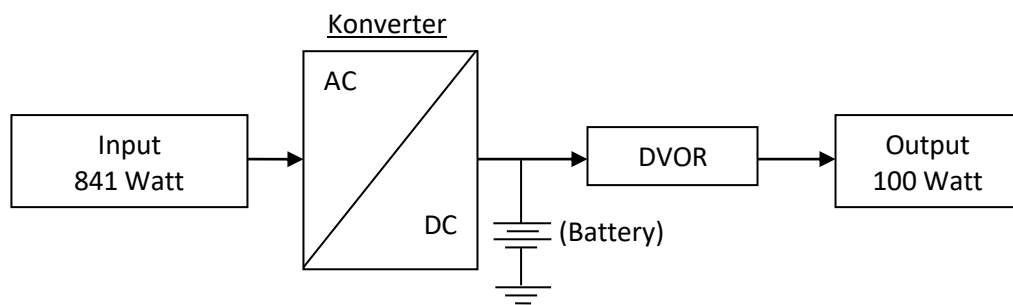 Konverter
AC
DC
Input
841 Watt
DVOR
Output
100 Watt
(Battery)